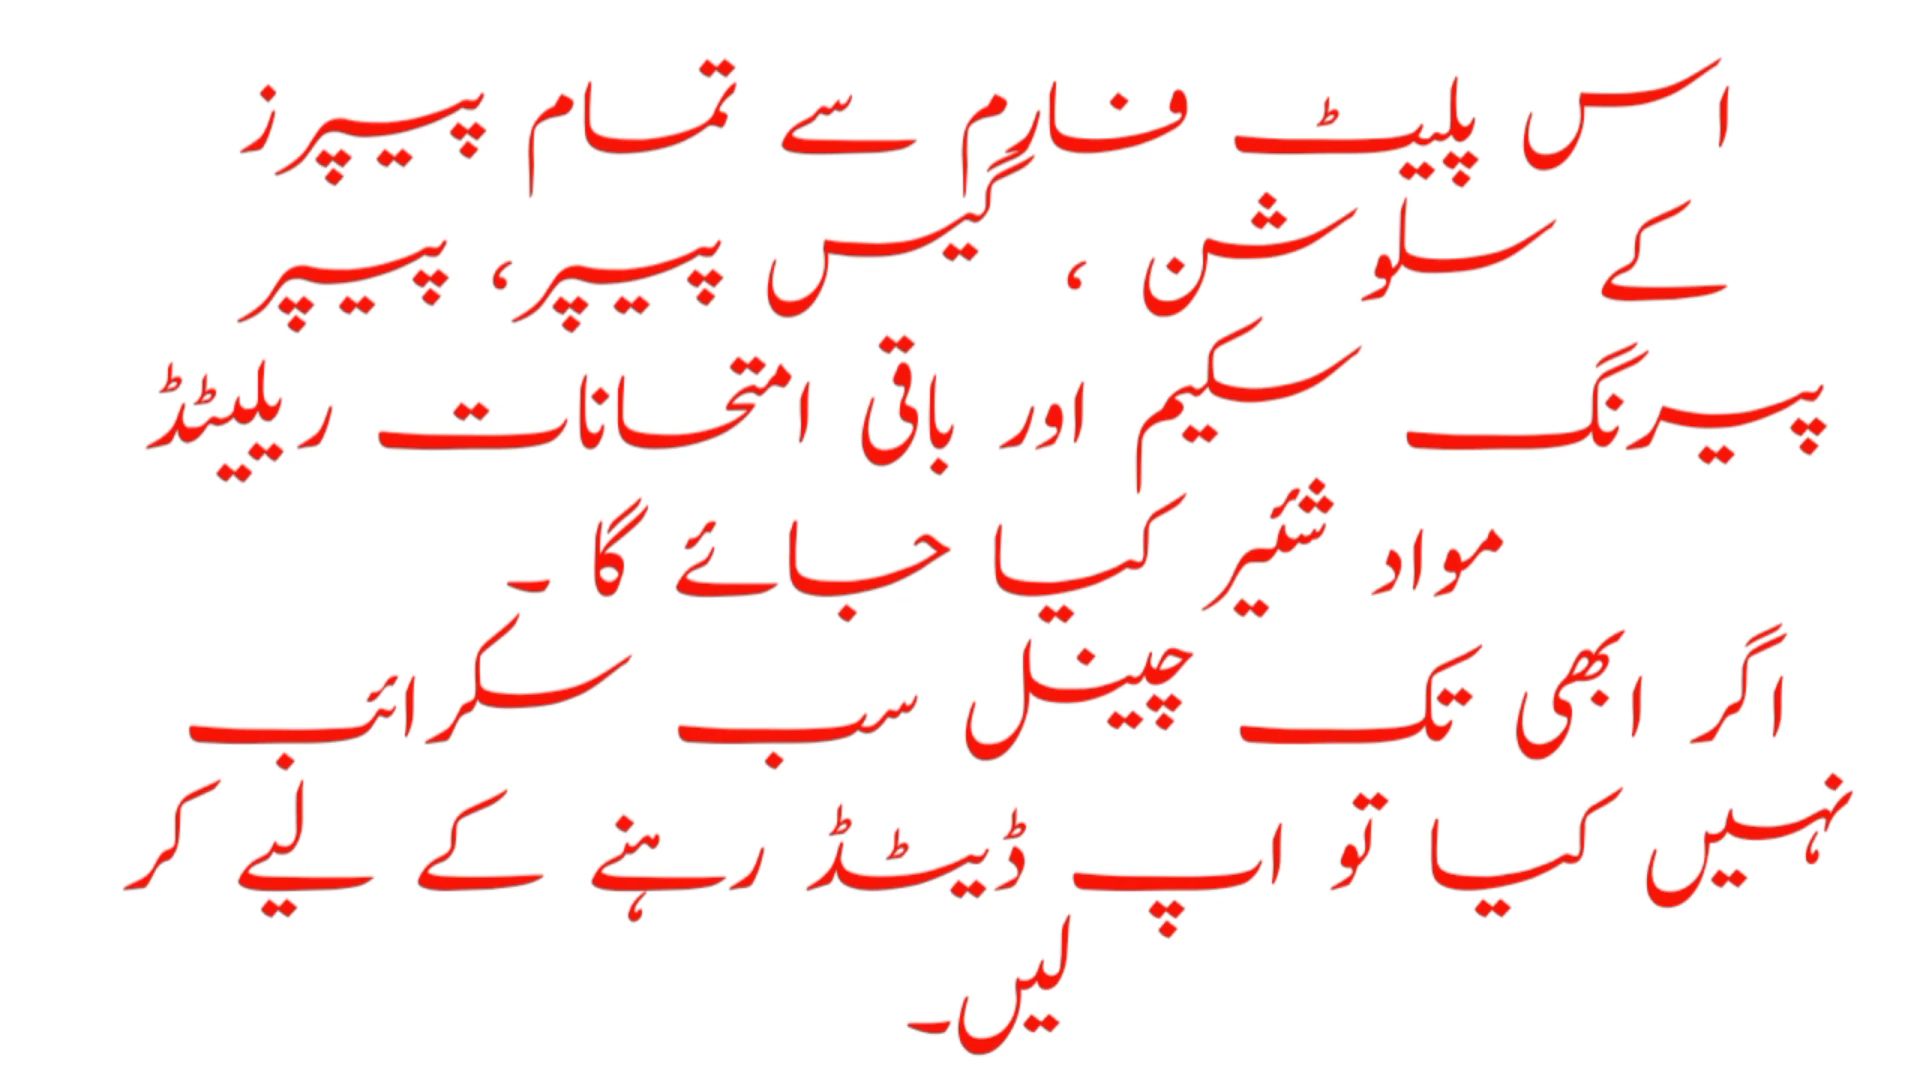 اس پلیٹ فارم سے تمام پیپرز
کے سلوشن ، گیس پیپر، پیپر
پیرنگ سکیم اور باقی امتحانات ریلیٹڈ
مواد شئیر کیا جائے گا ۔
اگر ابھی تک چینل سب سکرائب
نہیں کیا تو اپ ڈیٹڈ رہنے کے لیے کر
لیں۔